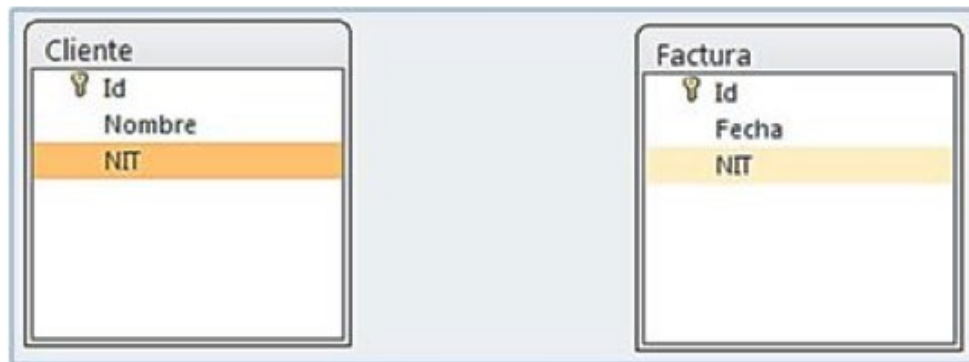 Cliente
Id
Nombre
NIT
Factura
Id
Fecha
NIT